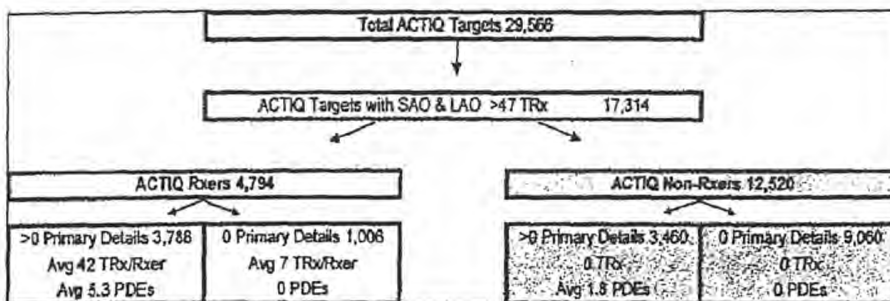 Total ACTIQ Targets 29,566
ACTIQ Targets with SAO & LAO >47 TRx 17,314
ACTIQ Rxers 4,794
ACTIQ Non-Rxers 12,520
>0 Primary Details 3,788
Avg 42 TRx/Rxer
Avg 5.3 PDEs
0 Primary Details 1,006
Avg 7 TRx/Rxer
0 PDEs
>0 Primary Details 3,460
0 TRx
Avg 1.8 PDEs
0 Primary Details 9,060
0 TRx
0 PDEs